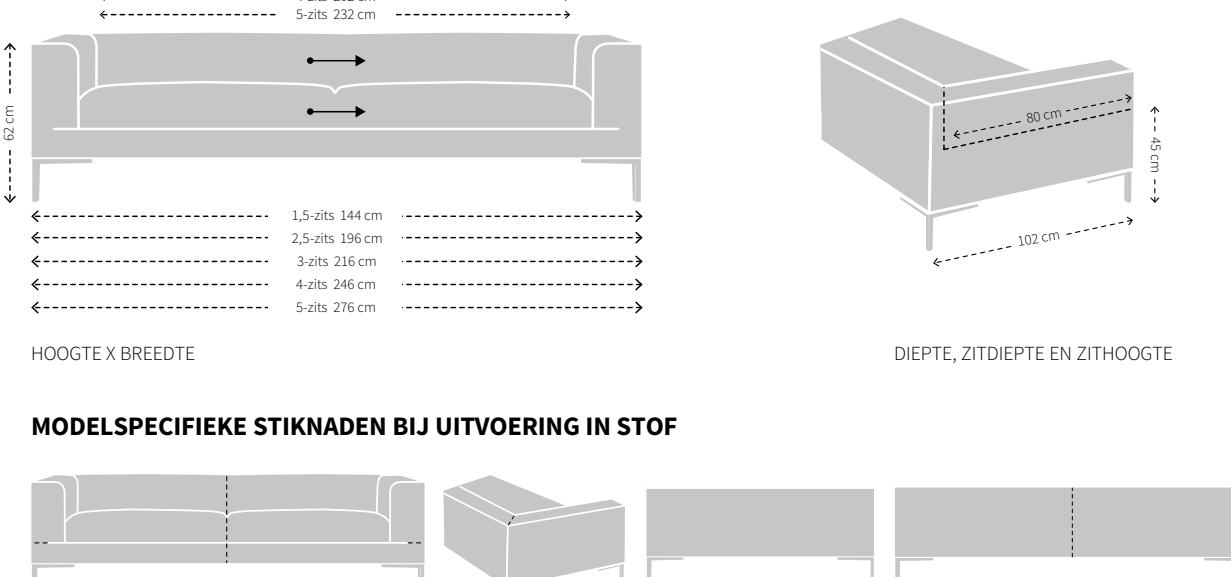 5-zits 232 cm
62 cm
1,5-zits 144 cm
2,5-zits 196 cm
3-zits 216 cm
4-zits 246 cm
5-zits 276 cm
80 cm
45 cm
102 cm
HOOGTE X BREEDTE
DIEPTE, ZITDIEPTE EN ZITHOOGTE
MODELSPECIFIEKE STIKNADEN BIJ UITVOERING IN STOF